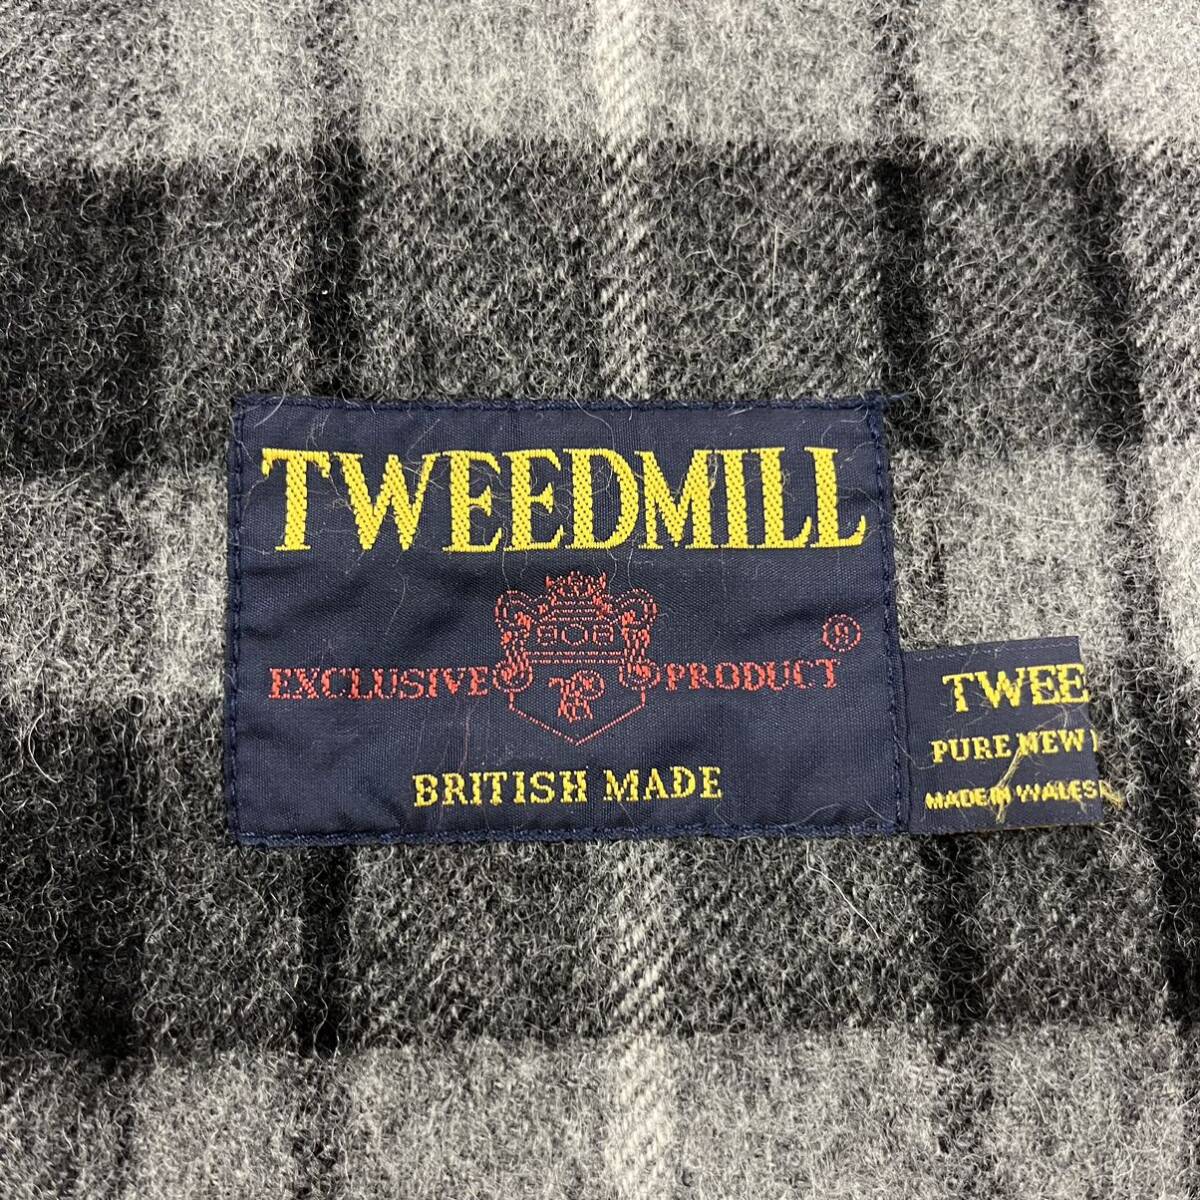 TWEEDMILL
EXCLUSIVE PRODUCT ®
BRITISH MADE
TWEE
PURE NEW
MADE IN WALES